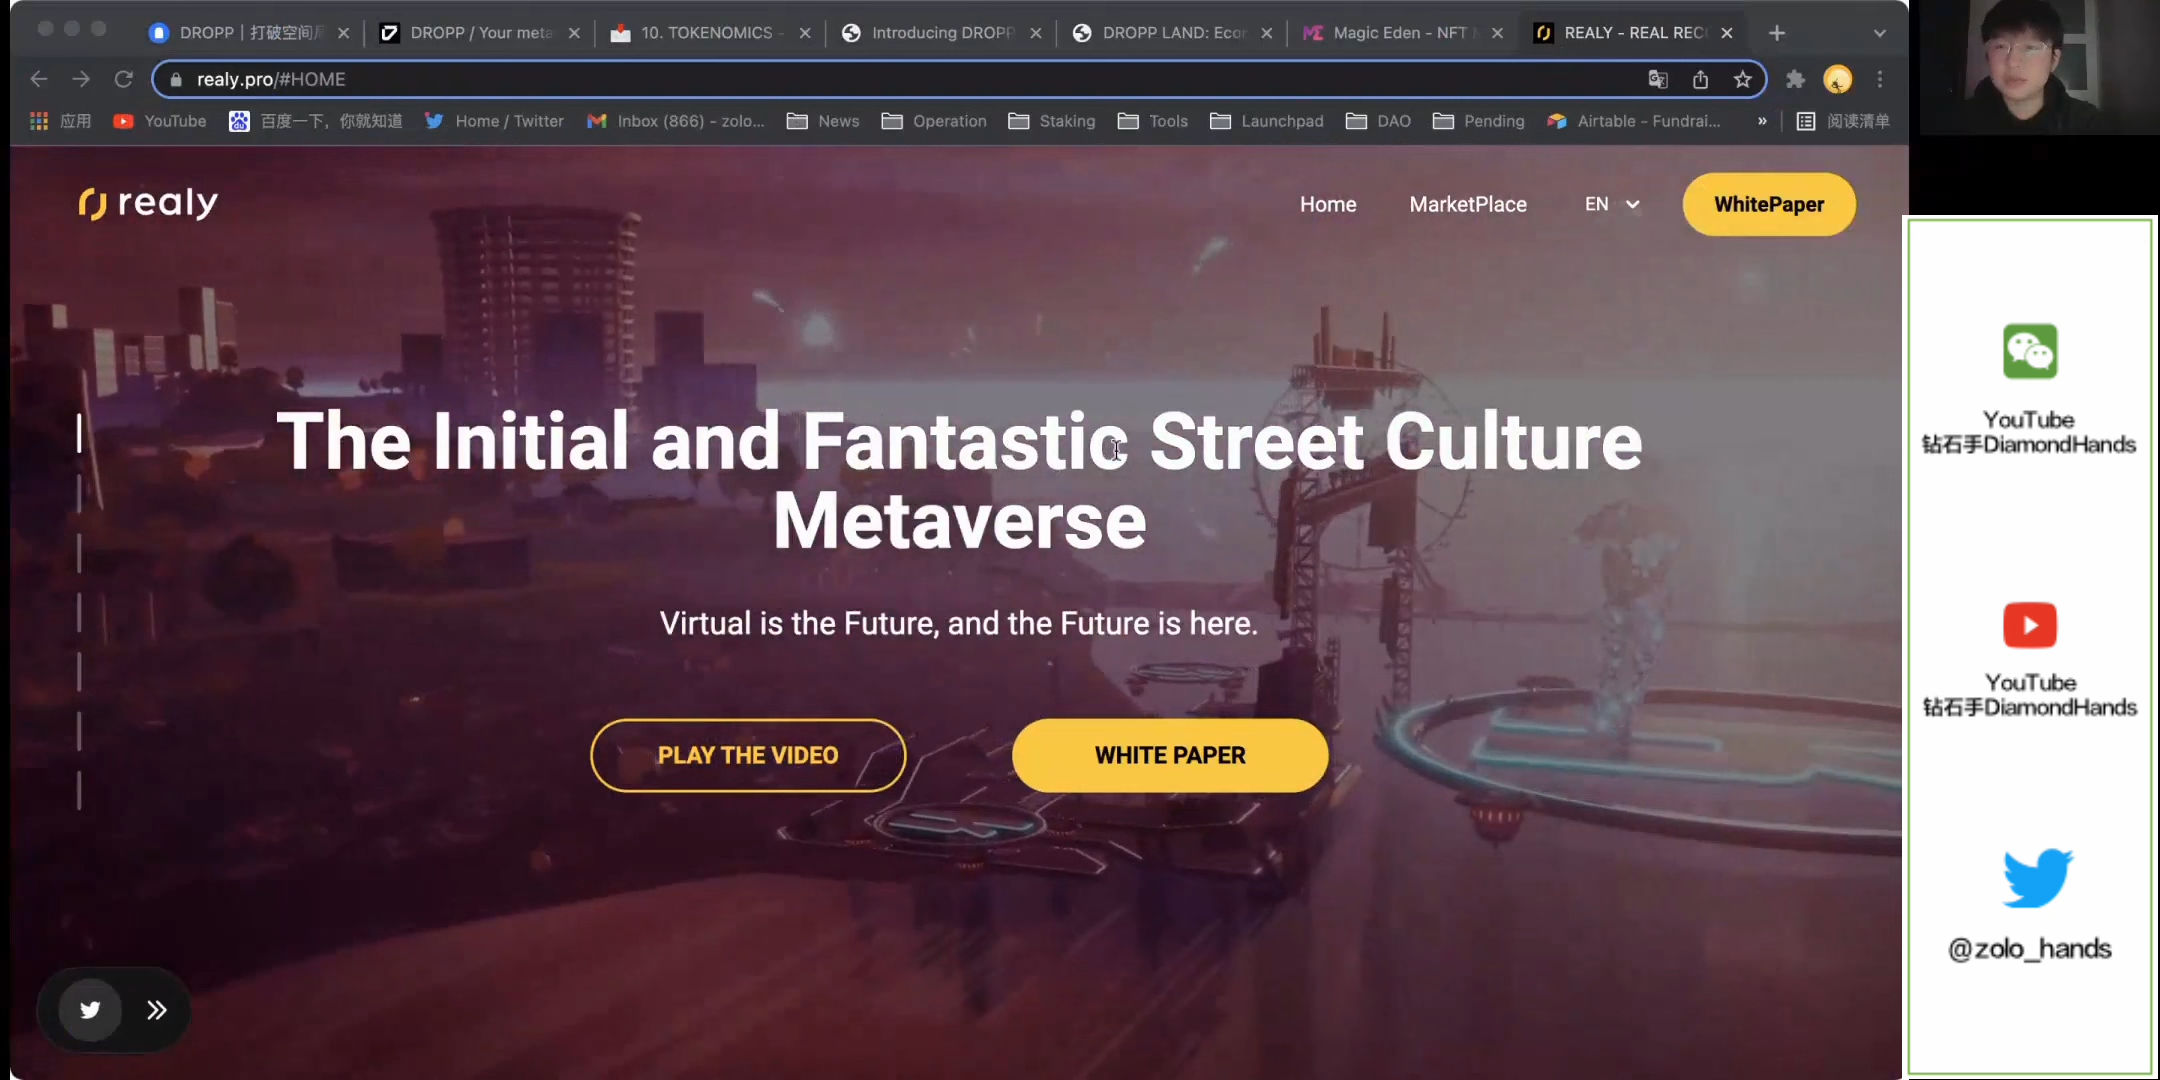 DROPP | 打破空间
DROPP / Your meta
10. TOKENOMICS -
Introducing DROPP
DROPP LAND: Econ
Magic Eden - NFT
REALY - REAL REC
realy.pro/#HOME
应用
YouTube
百度一下，你就知道
Home / Twitter
Inbox (866) - zolo...
News
Operation
Staking
Tools
Launchpad
DAO
Pending
Airtable - Fundrai...
»
阅读清单
realy
Home
MarketPlace
EN
WhitePaper
The Initial and Fantastic Street Culture
Metaverse
Virtual is the Future, and the Future is here.
PLAY THE VIDEO
WHITE PAPER
YouTube
钻石手DiamondHands
YouTube
钻石手DiamondHands
@zolo_hands